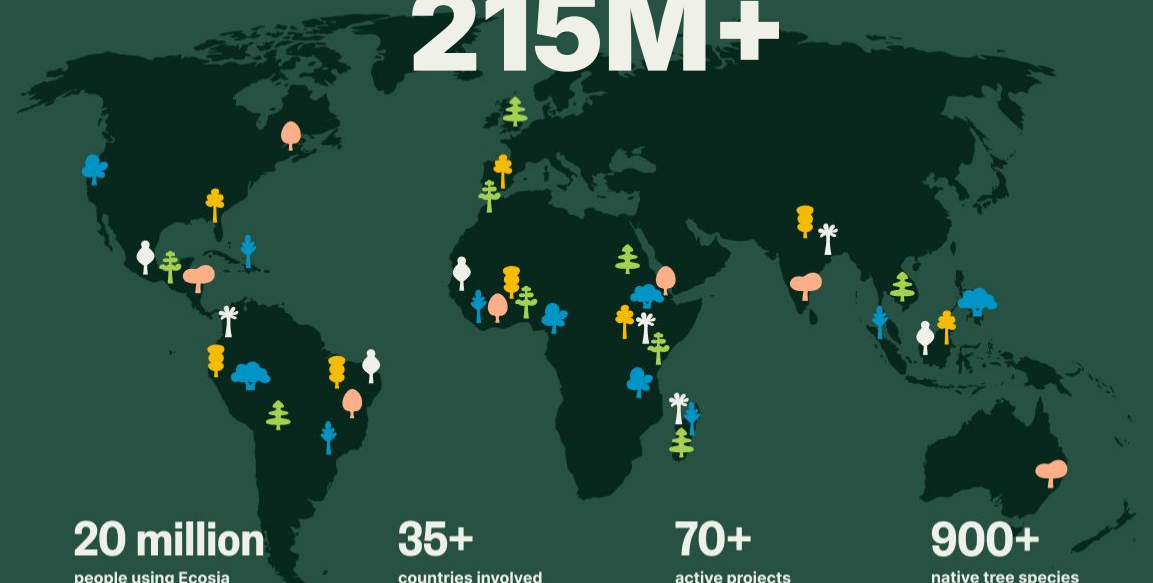 215M+
20 million
35+
70+
900+
people using Ecosia
countries involved
active projects
native tree species